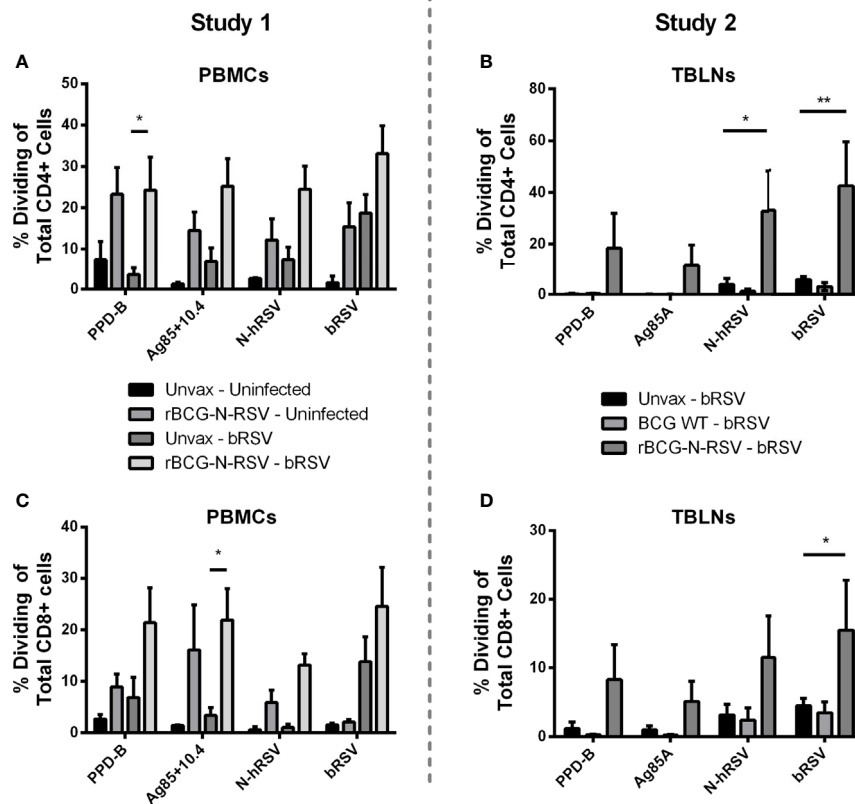 Study 1
Study 2
A
PBMCs
% Dividing of
Total CD4+ Cells
50
40
30
20
10
0
*
PPD-B
Ag85+10.4
N-hRSV
bRSV
B
TBLNs
% Dividing of
Total CD4+ Cells
80
60
40
20
0
*
**
PPD-B
Ag85A
N-hRSV
bRSV
Unvax - Uninfected
rBCG-N-RSV - Uninfected
Unvax - bRSV
rBCG-N-RSV - bRSV
Unvax - bRSV
BCG WT - bRSV
rBCG-N-RSV - bRSV
C
PBMCs
% Dividing of
Total CD8+ cells
40
30
20
10
0
*
PPD-B
Ag85+10.4
N-hRSV
bRSV
D
TBLNs
% Dividing of
Total CD8+ Cells
30
20
10
0
*
PPD-B
Ag85A
N-hRSV
bRSV